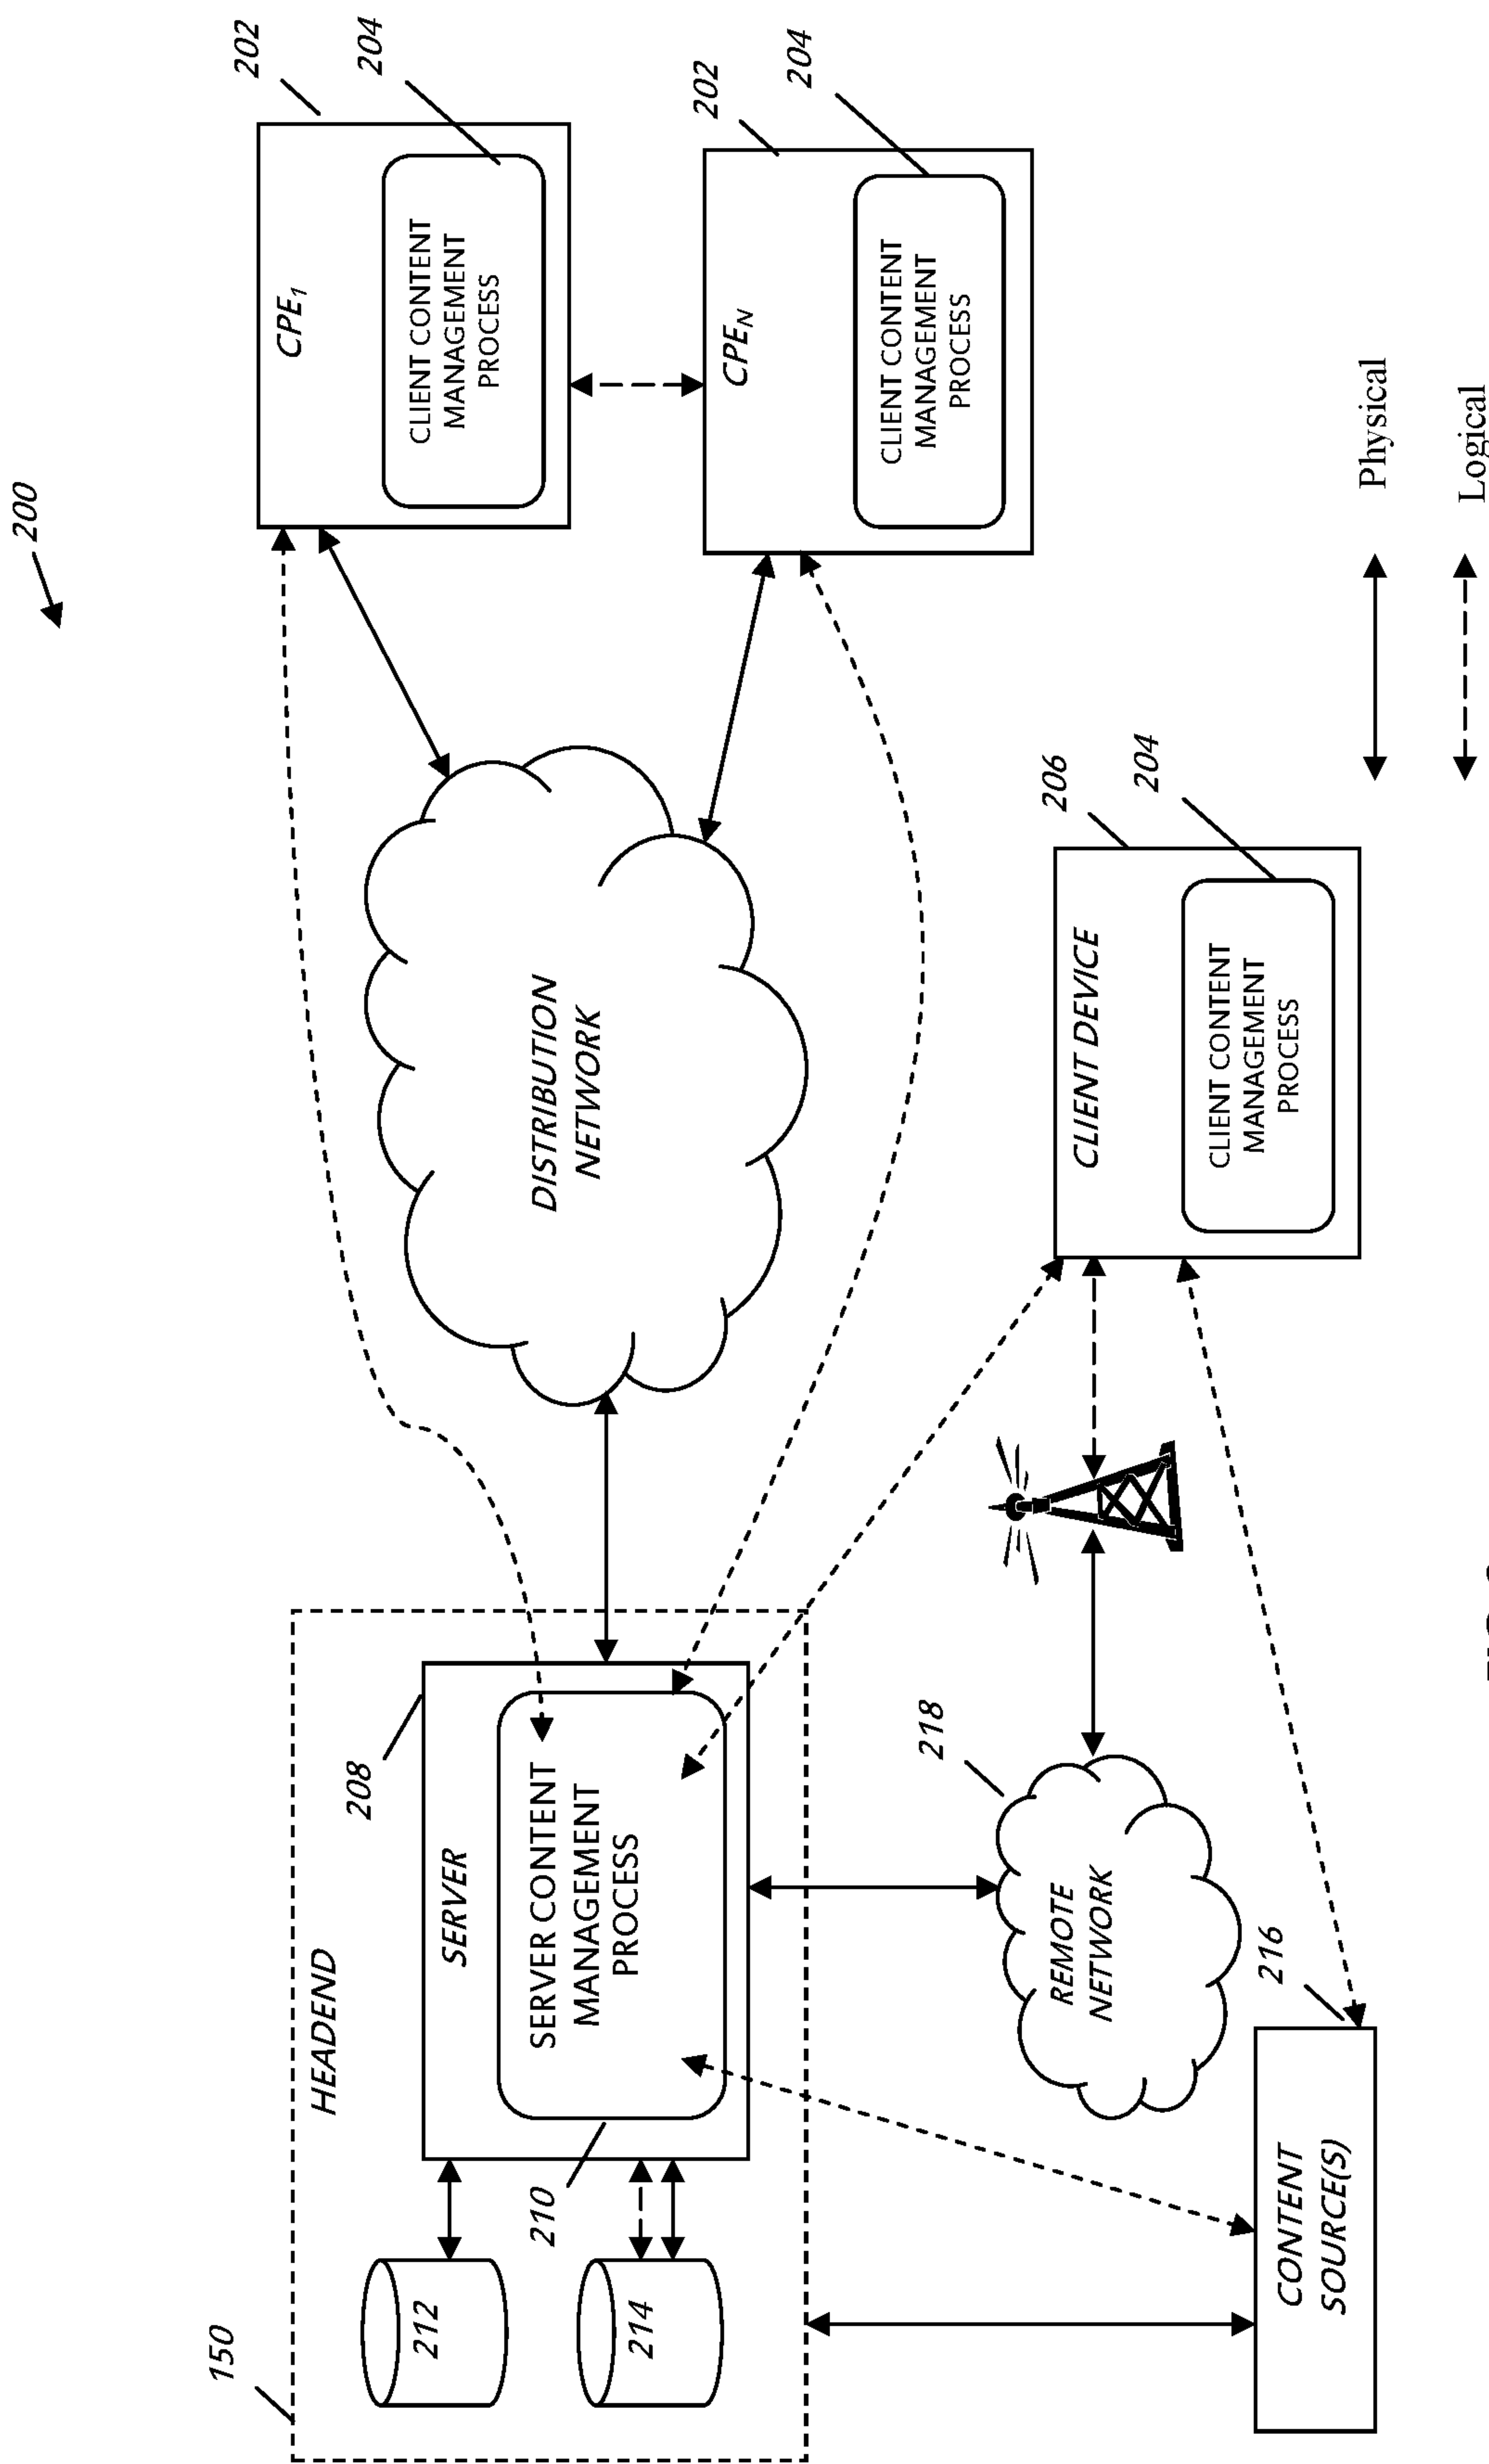 200
150
HEADEND
208
SERVER
SERVER CONTENT
MANAGEMENT
PROCESS
210
212
214
DISTRIBUTION
NETWORK
202
CPE1
204
CLIENT CONTENT
MANAGEMENT
PROCESS
202
CPEN
204
CLIENT CONTENT
MANAGEMENT
PROCESS
218
REMOTE
NETWORK
216
CONTENT
SOURCE(S)
206
CLIENT DEVICE
204
CLIENT CONTENT
MANAGEMENT
PROCESS
Physical
Logical